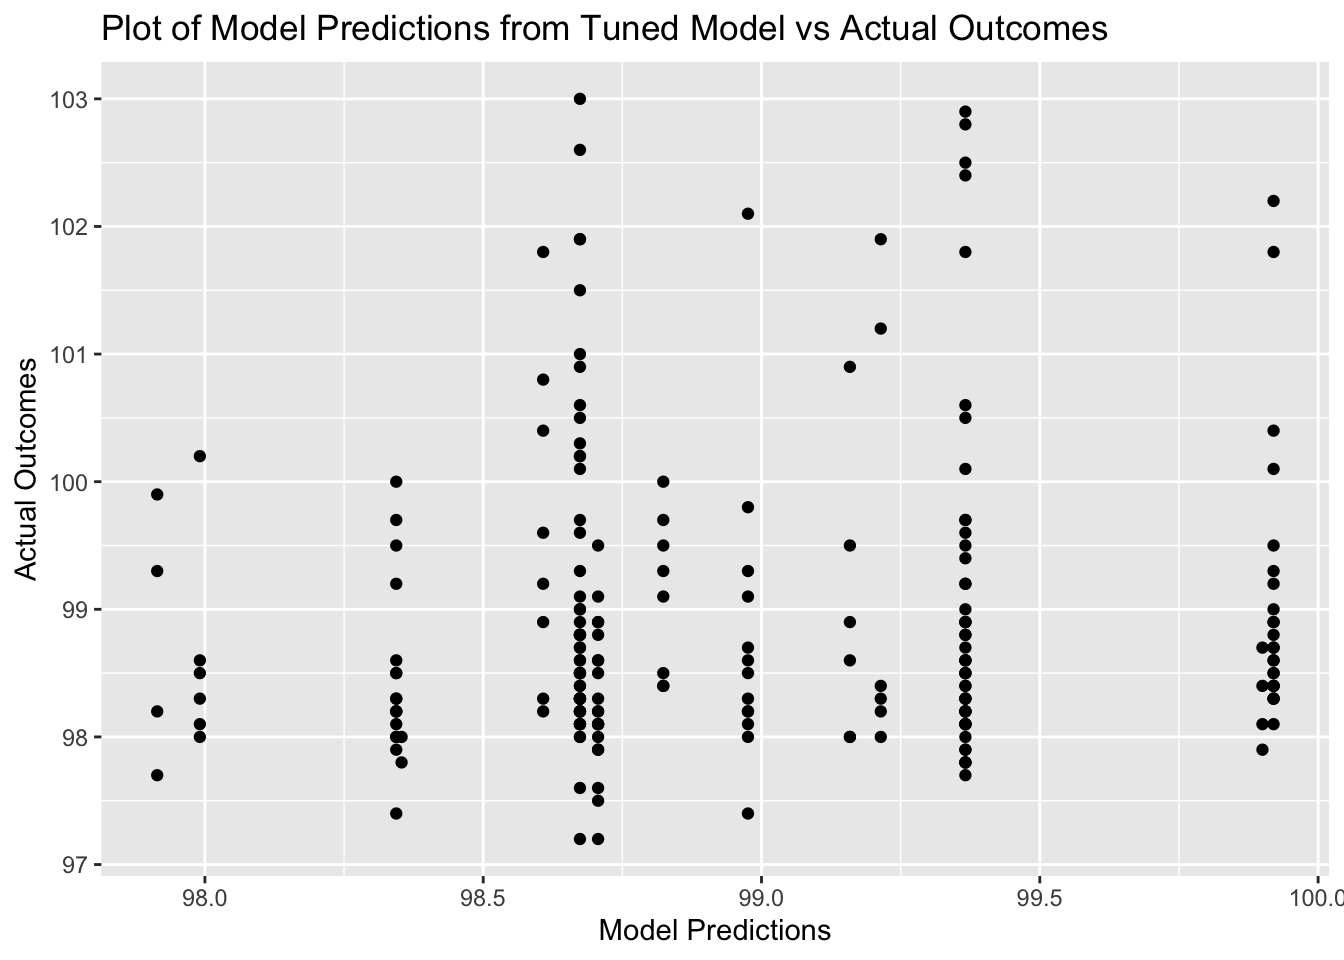 Plot of Model Predictions from Tuned Model vs Actual Outcomes
103
102
101
100
99
98
97
Actual Outcomes
98.0 98.5 99.0 99.5 100.0
Model Predictions